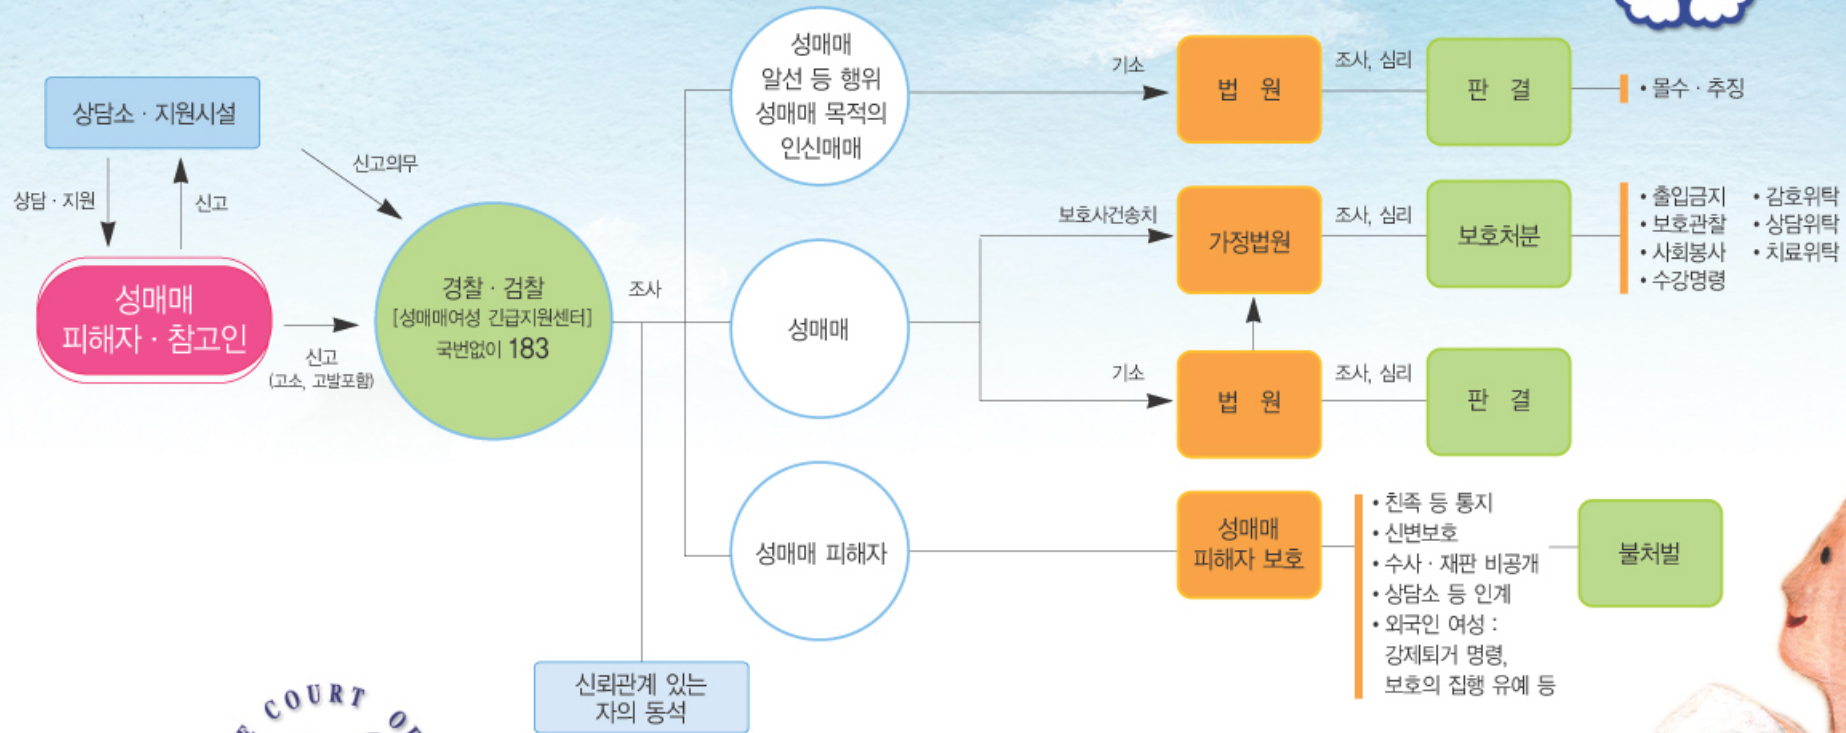 상담소 · 지원시설
상담 · 지원
신고
신고의무
성매매
피해자 · 참고인
신고
(고소, 고발포함)
경찰 · 검찰
[성매매여성 긴급지원센터]
국번없이 183
조사
신뢰관계 있는
자의 동석
성매매
알선 등 행위
성매매 목적의
인신매매
기소
법 원
조사, 심리
판 결
• 몰수 · 추징
성매매
보호사건송치
가정법원
조사, 심리
보호처분
• 출입금지 • 감호위탁
• 보호관찰 • 상담위탁
• 사회봉사 • 치료위탁
• 수강명령
기소
법 원
조사, 심리
판 결
성매매 피해자
성매매
피해자 보호
• 친족 등 통지
• 신변보호
• 수사 · 재판 비공개
• 상담소 등 인계
• 외국인 여성 :
강제퇴거 명령,
보호의 집행 유예 등
불처벌
COURT